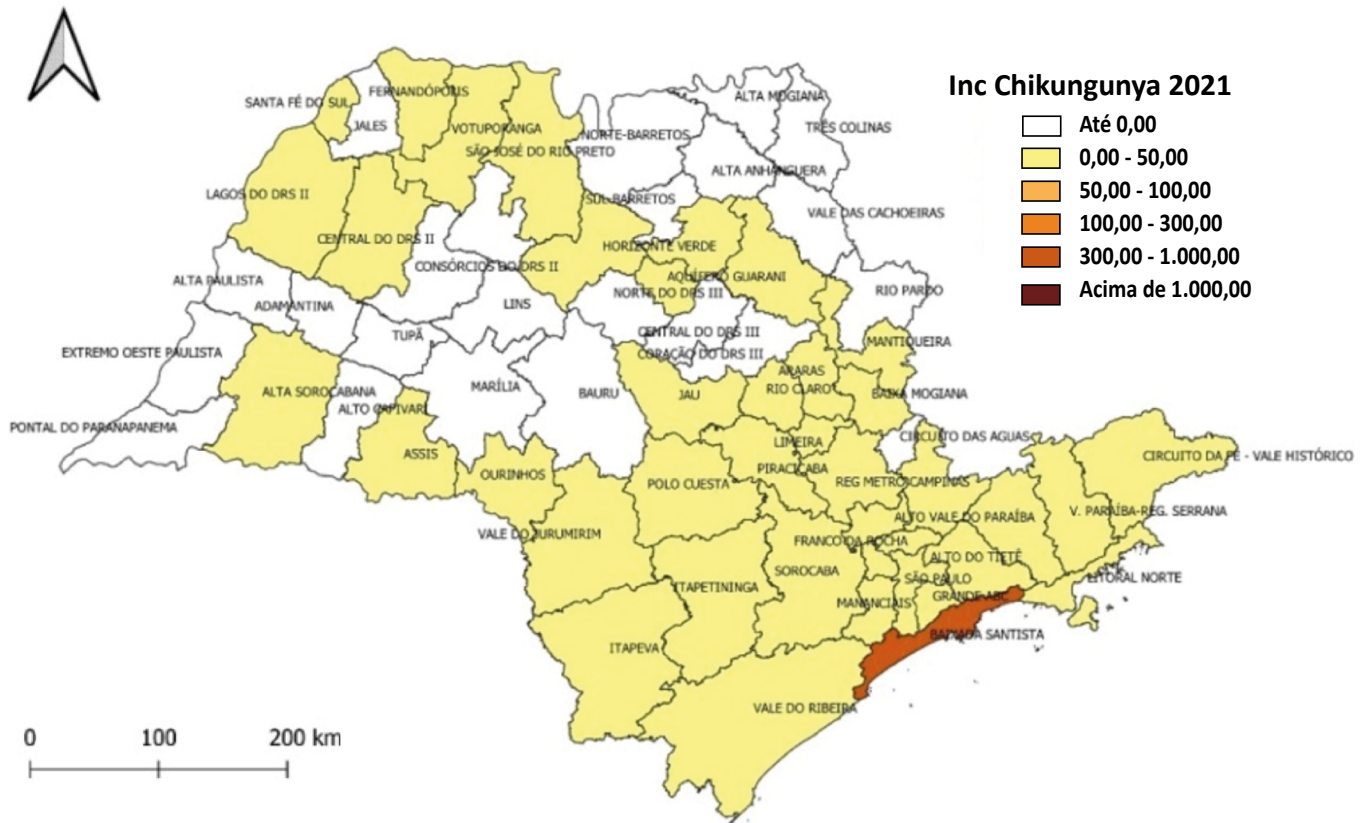 Inc Chikungunya 2021
Até 0,00
0,00 - 50,00
50,00 - 100,00
100,00 - 300,00
300,00 - 1.000,00
Acima de 1.000,00
ALTA MOGIANA
SANTA FÉ DO SUL
FERNANDÓPOLIS
JALES
VOTUPORANGA
NORTE-BARRETOS
TRÊS COLINAS
SÃO JOSÉ DO RIO PRETO
ALTA ANHANGUERA
LAGOS DO DRS II
SUL-BARRETOS
VALE DAS CACHOEIRAS
CENTRAL DO DRS II
HORIZONTE VERDE
CONSÓRCIOS DO DRS II
AQUÍFERO GUARANI
ALTA PAULISTA
NORTE DO DRS III
RIO PARDO
ADAMANTINA
LINS
TUPÃ
CENTRAL DO DRS III
MANTIQUEIRA
EXTREMO OESTE PAULISTA
CORAÇÃO DO DRS III
ARARAS
MARÍLIA
RIO CLARO
ALTA SOROCABANA
BAURU
JAU
BAIXA MOGIANA
ALTO CAPIVARI
PONTAL DO PARANAPANEMA
CIRCUITO DAS AGUAS
LIMEIRA
ASSIS
CIRCUITO DA FÉ - VALE HISTÓRICO
PIRACICABA
OURINHOS
POLO CUESTA
REG METRO CAMPINAS
V. PARAÍBA-REG. SERRANA
ALTO VALE DO PARAÍBA
VALE DO JURUMIRIM
FRANCO DA ROCHA
ALTO DO TIETÊ
SOROCABA
SÃO PAULO
LITORAL NORTE
ITAPETININGA
GRANDE ABC
MANANCIAIS
BAIXADA SANTISTA
ITAPEVA
VALE DO RIBEIRA
0 100 200 km